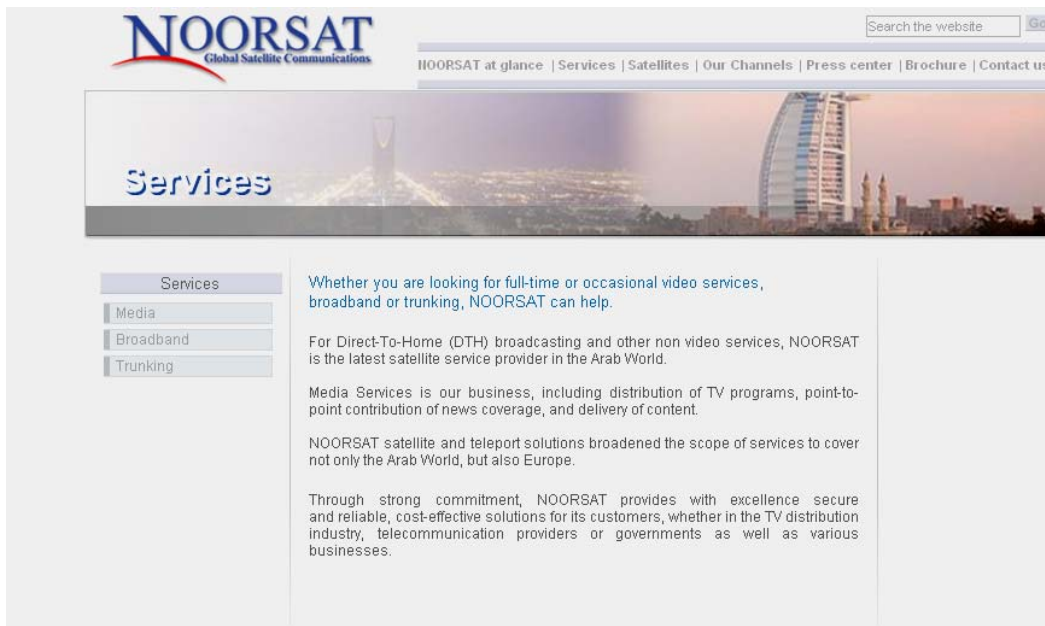 NOORSAT
Global Satellite Communications
Search the website
NOORSAT at glance | Services | Satellites | Our Channels | Press center | Brochure | Contact us
Services
Services
Media
Broadband
Trunking
Whether you are looking for full-time or occasional video services,
broadband or trunking, NOORSAT can help.
For Direct-To-Home (DTH) broadcasting and other non video services, NOORSAT
is the latest satellite service provider in the Arab World.
Media Services is our business, including distribution of TV programs, point-to-
point contribution of news coverage, and delivery of content.
NOORSAT satellite and teleport solutions broadened the scope of services to cover
not only the Arab World, but also Europe.
Through strong commitment, NOORSAT provides with excellence secure
and reliable, cost-effective solutions for its customers, whether in the TV distribution
industry, telecommunication providers or governments as well as various
businesses.